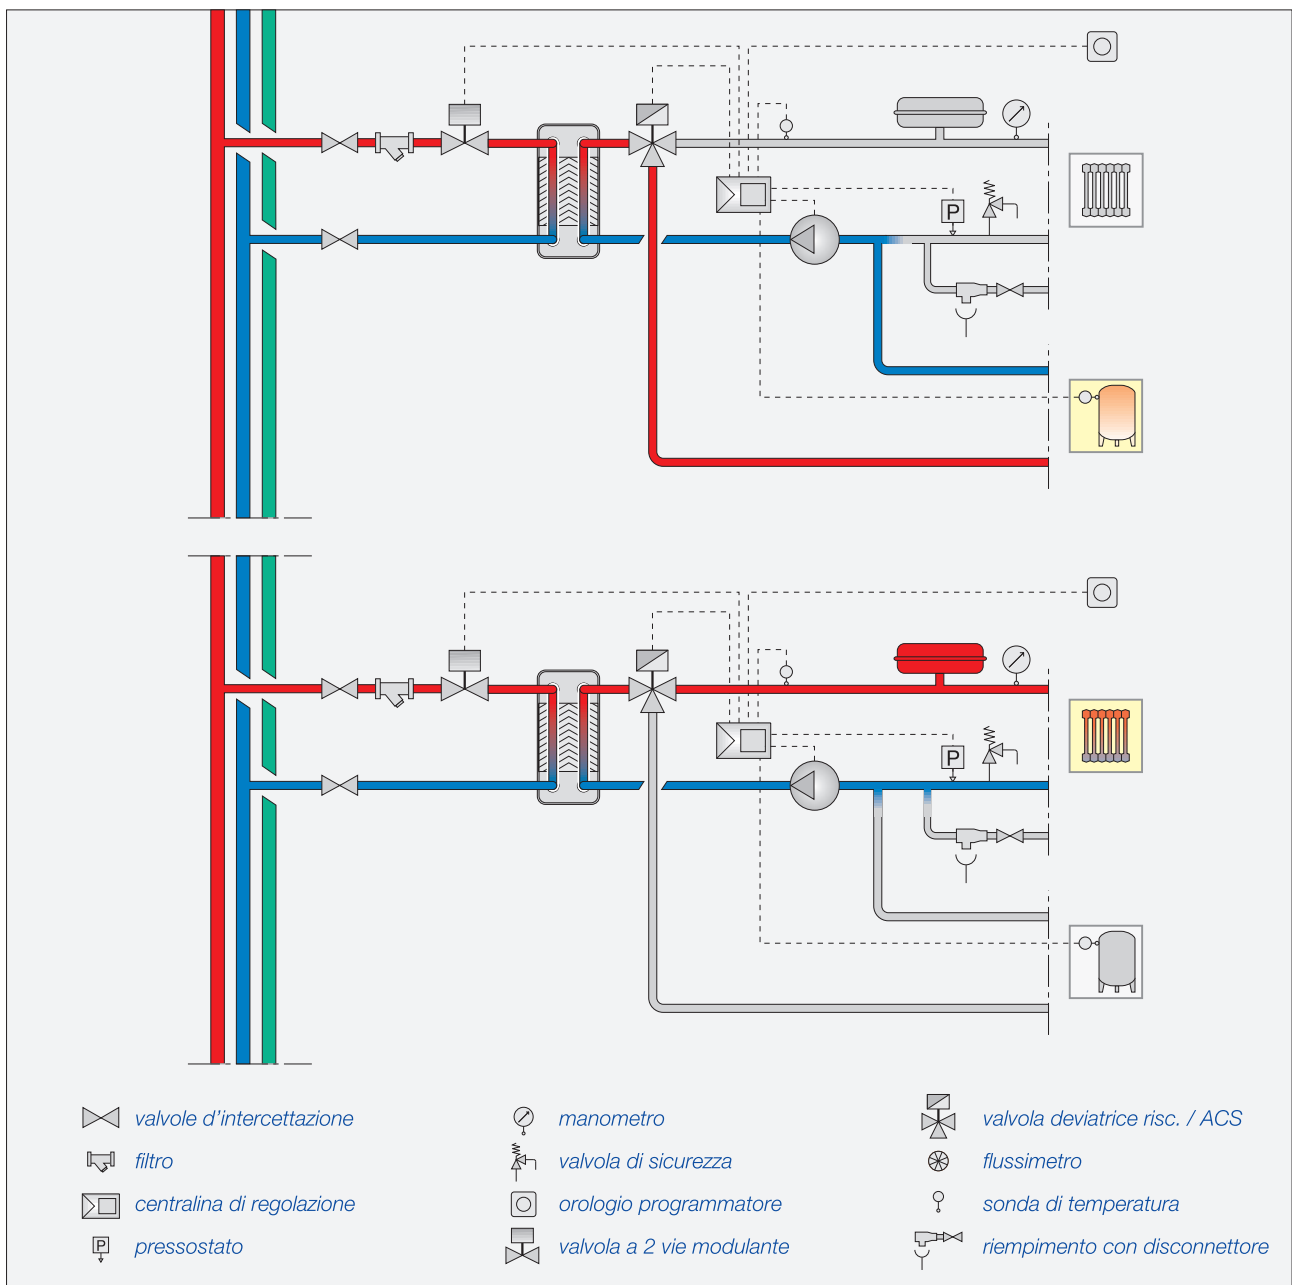 P
P
valvole d'intercettazione
manometro
valvola deviatrice risc. / ACS
filtro
valvola di sicurezza
flussimetro
centralina di regolazione
orologio programmatore
sonda di temperatura
P
pressostato
valvola a 2 vie modulante
riempimento con disconnettore